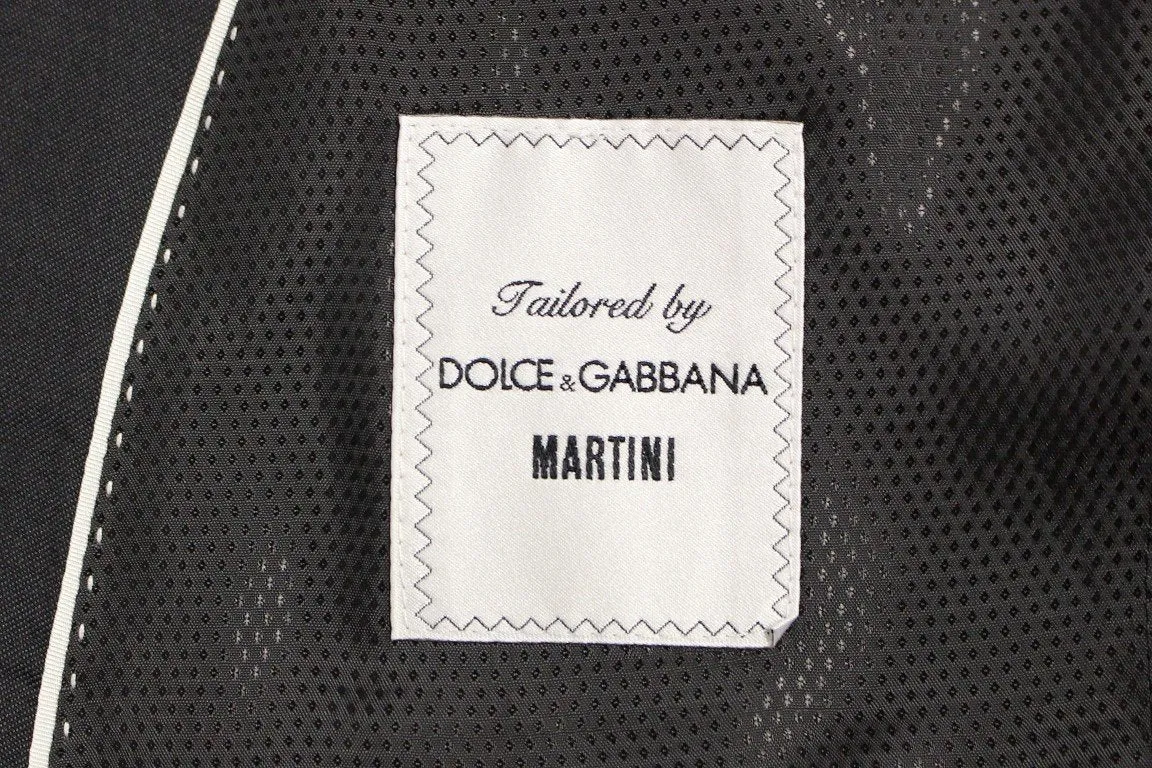 Tailored by
DOLCE & GABBANA
MARTINI